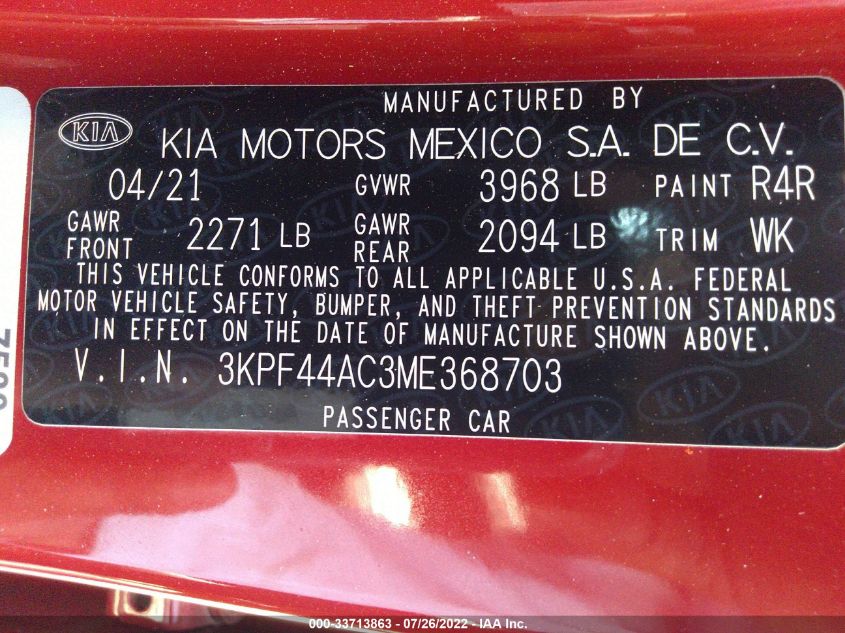 MANUFACTURED BY
KIA KIA MOTORS MEXICO S.A. DE C.V.
04/21 GVWR 3968 LB PAINT R4R
GAWR FRONT 2271 LB GAWR REAR 2094 LB TRIM WK
THIS VEHICLE CONFORMS TO ALL APPLICABLE U.S.A. FEDERAL
MOTOR VEHICLE SAFETY, BUMPER, AND THEFT PREVENTION STANDARDS
IN EFFECT ON THE DATE OF MANUFACTURE SHOWN ABOVE.
V.I.N. 3KPF44AC3ME368703
PASSENGER CAR
000-33713863 - 07/26/2022 - IAA Inc.